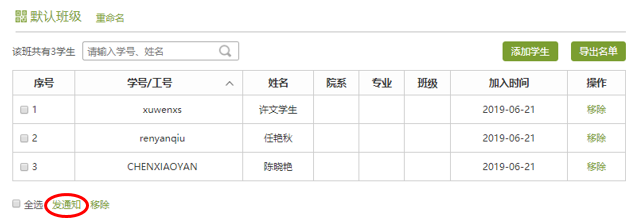 默认班级 重命名
该班共有3学生 请输入学号、姓名 添加学生 导出名单
序号 学号/工号 姓名 院系 专业 班级 加入时间 操作
1 xuwenxs 许文学生 2019-06-21 移除
2 renyanqiu 任艳秋 2019-06-21 移除
3 CHENXIAOYAN 陈晓艳 2019-06-21 移除
全选 发通知 移除